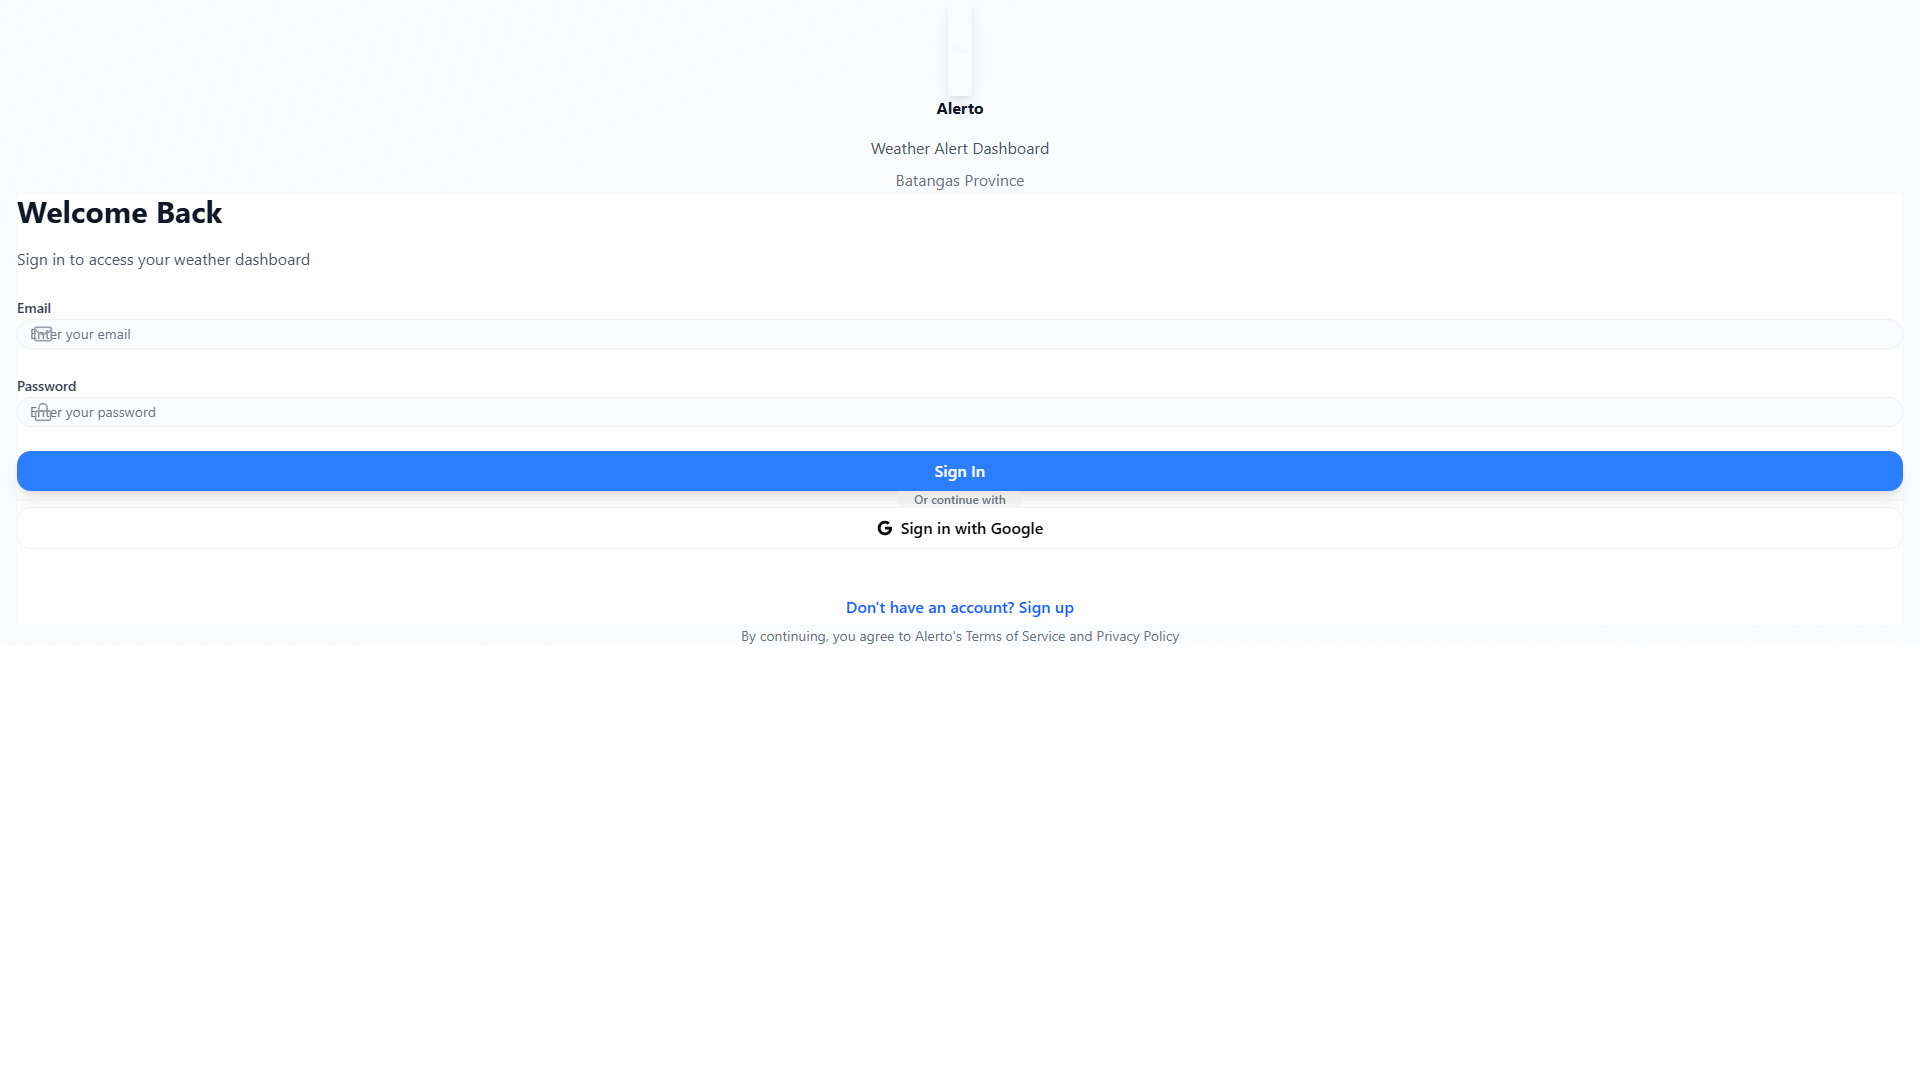 Alerto
Weather Alert Dashboard
Batangas Province
Welcome Back
Sign in to access your weather dashboard
Email
Enter your email
Password
Enter your password
Sign In
Or continue with
Sign in with Google
Don't have an account? Sign up
By continuing, you agree to Alerto's Terms of Service and Privacy Policy